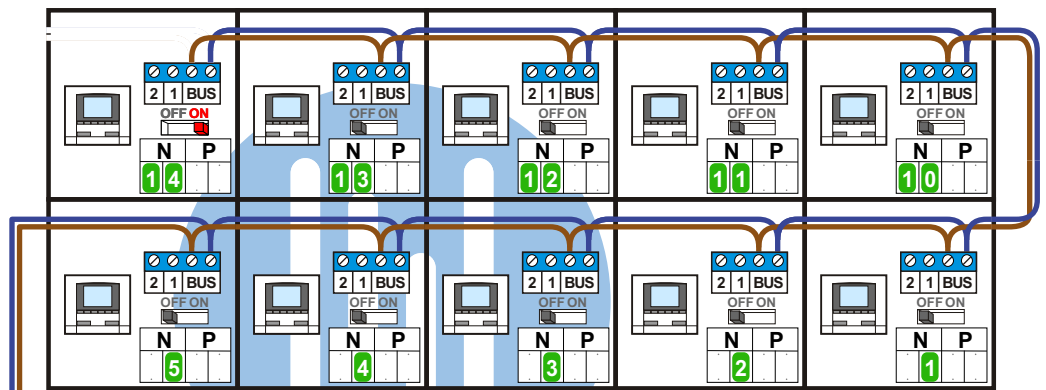 2 1 BUS 2 1 BUS 2 1 BUS 2 1 BUS 2 1 BUS
OFF ON OFF ON OFF ON OFF ON OFF ON
N P N P N P N P N P
1 4 1 3 1 2 1 1 1 0
2 1 BUS 2 1 BUS 2 1 BUS 2 1 BUS 2 1 BUS
OFF ON OFF ON OFF ON OFF ON OFF ON
N P N P N P N P N P
5 4 3 2 1